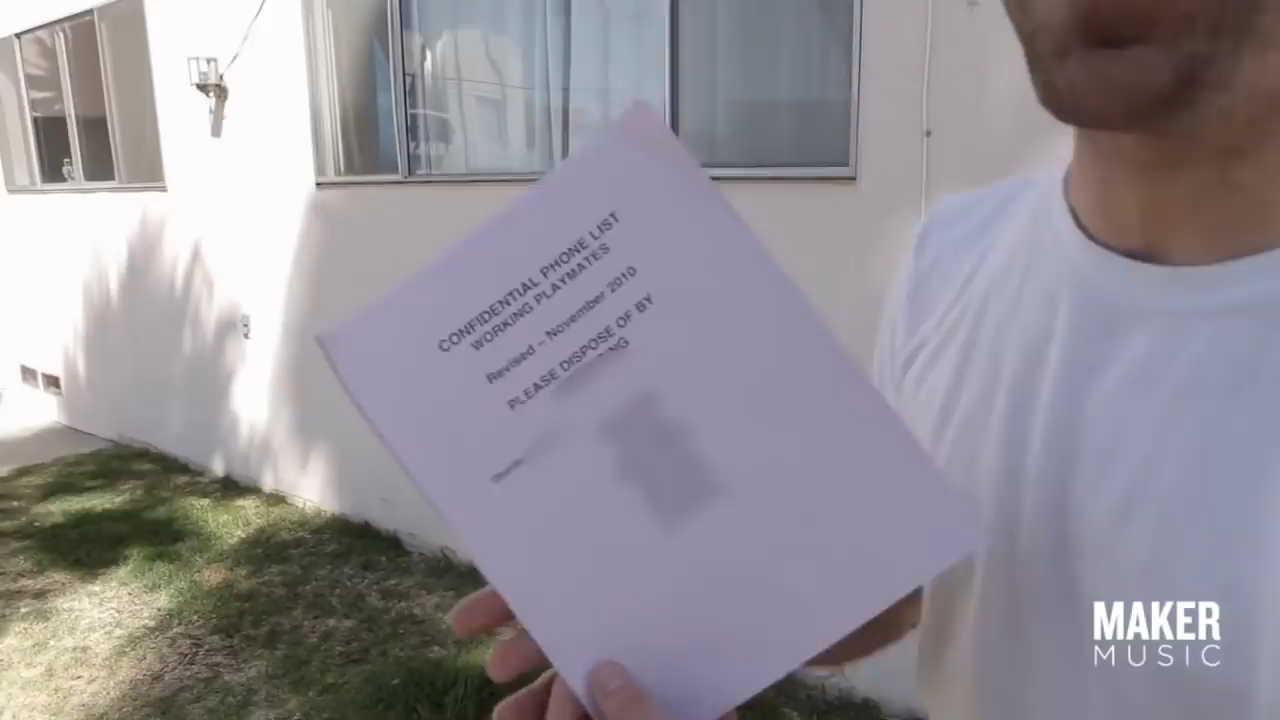 CONFIDENTIAL PHONE LIST
WORKING PLAYMATES
Revised – November 2010
PLEASE DISPOSE OF BY
MAKER
MUSIC